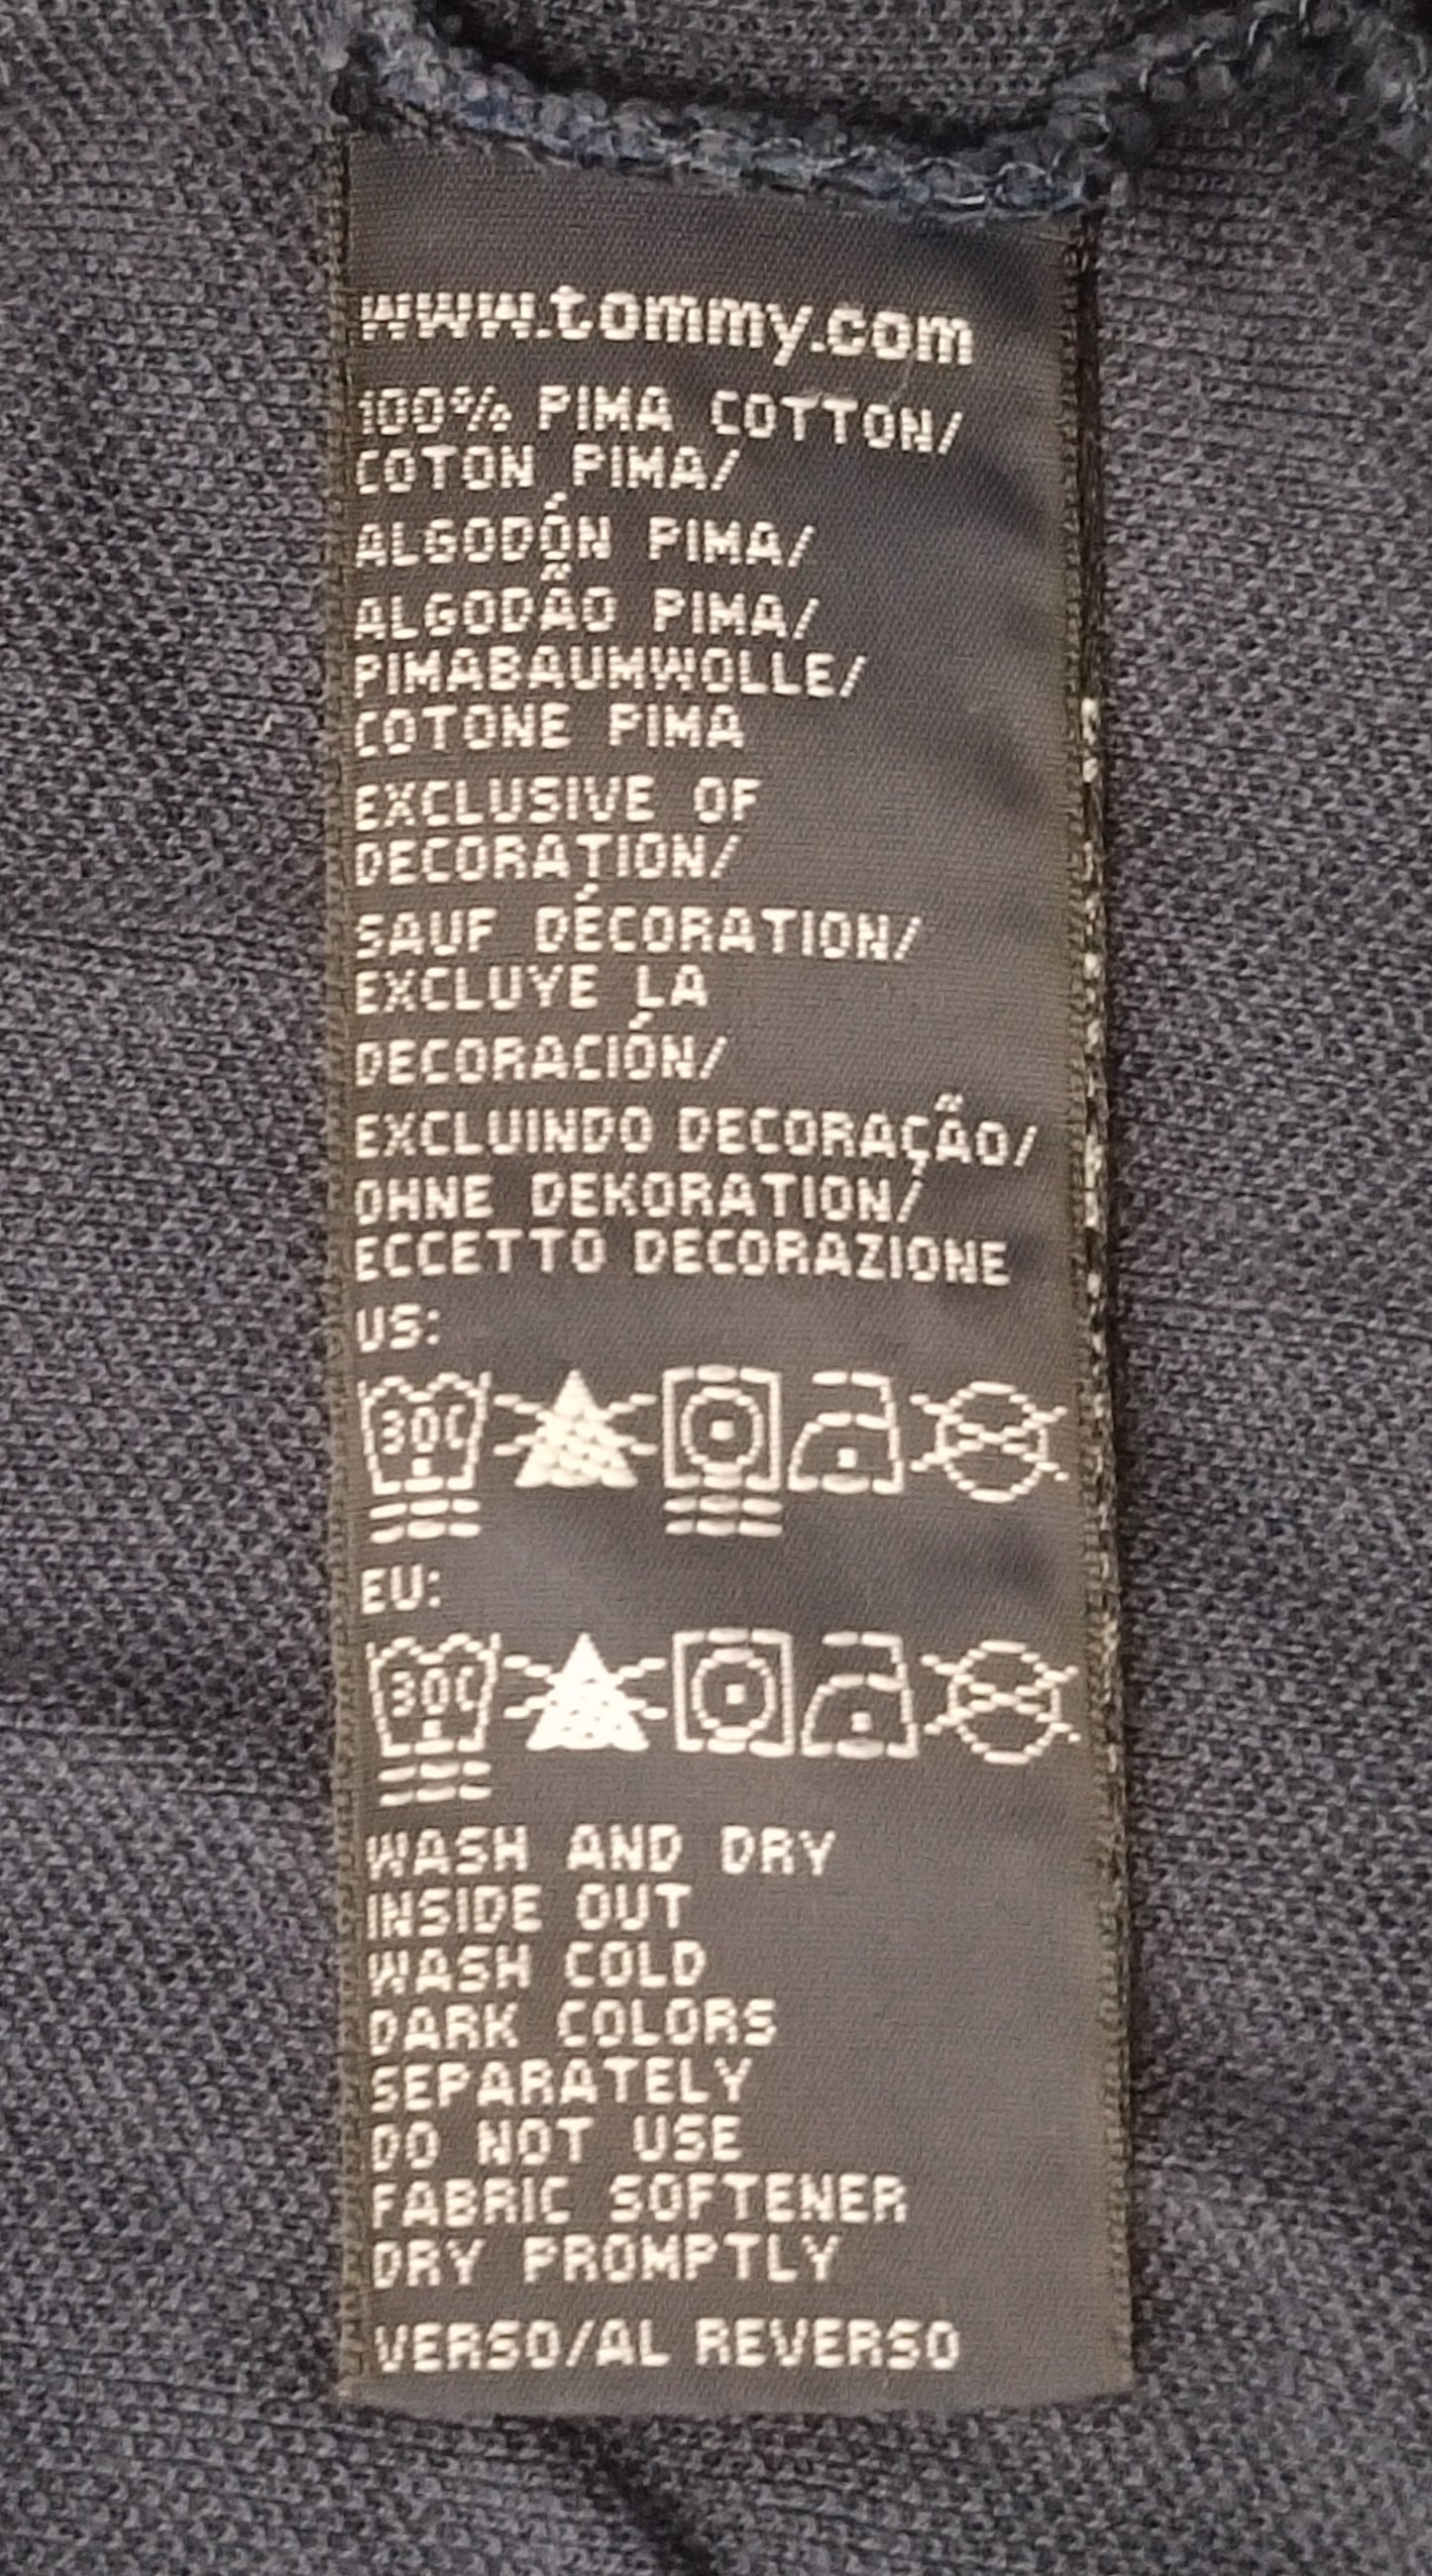 www.tommy.com
100% PIMA COTTON/
COTON PIMA/
ALGODÓN PIMA/
ALGODÃO PIMA/
PIMABAUMWOLLE/
COTONE PIMA
EXCLUSIVE OF
DECORATION/
SAUF DÉCORATION/
EXCLUYE LA
DECORACIÓN/
EXCLUINDO DECORAÇÃO/
OHNE DEKORATION/
ECCETTO DECORAZIONE
US:
30C
EU:
30C
WASH AND DRY
INSIDE OUT
WASH COLD
DARK COLORS
SEPARATELY
DO NOT USE
FABRIC SOFTENER
DRY PROMPTLY
VERSO/AL REVERSO